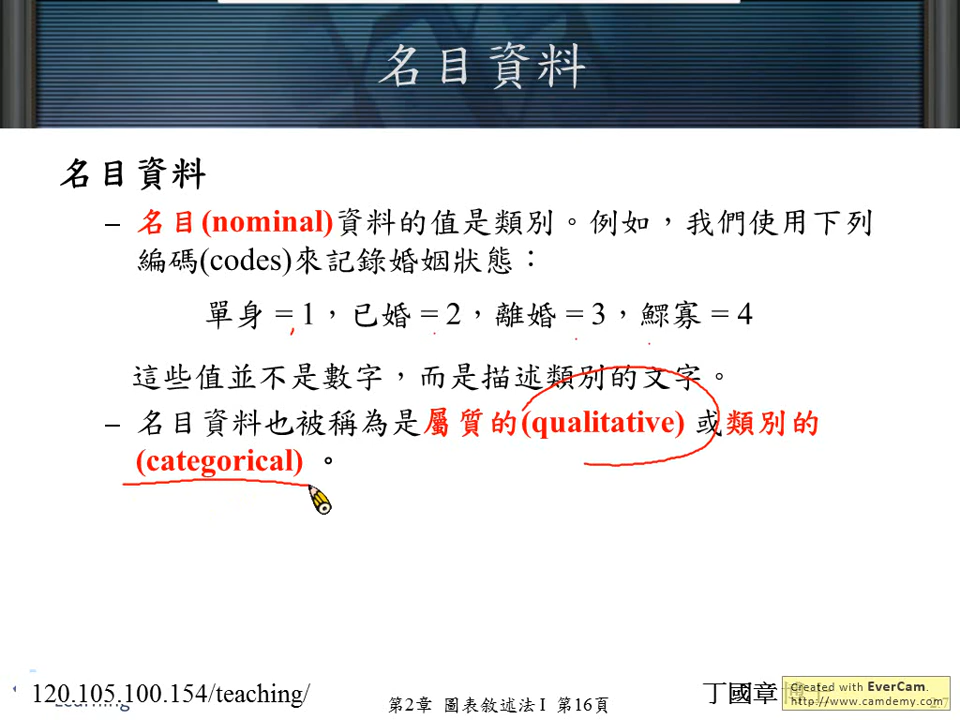 名目資料
名目資料
– 名目(nominal)資料的值是類別。例如，我們使用下列
編碼(codes)來記錄婚姻狀態：
單身 = 1，已婚 = 2，離婚 = 3，鰥寡 = 4
這些值並不是數字，而是描述類別的文字。
– 名目資料也被稱為是屬質的(qualitative) 或類別的
(categorical) 。
120.105.100.154/teaching/
Learning
第2章 圖表敘述法 I 第16頁
丁國章
Created with EverCam.
http://www.camdemy.com